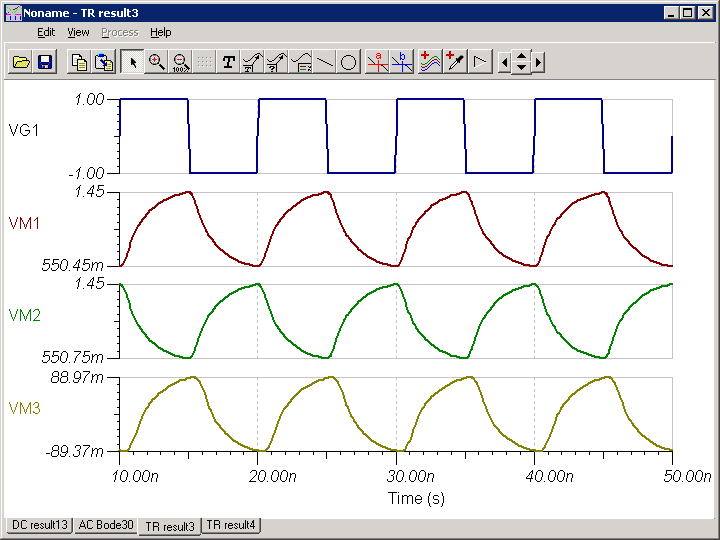 Noname - TR result3
Edit View Process Help
100%
T
a
b
1.00
VG1
-1.00
1.45
VM1
550.45m
1.45
VM2
550.75m
88.97m
VM3
-89.37m
10.00n 20.00n 30.00n 40.00n 50.00n
Time (s)
DC result13 AC Bode30 TR result3 TR result4